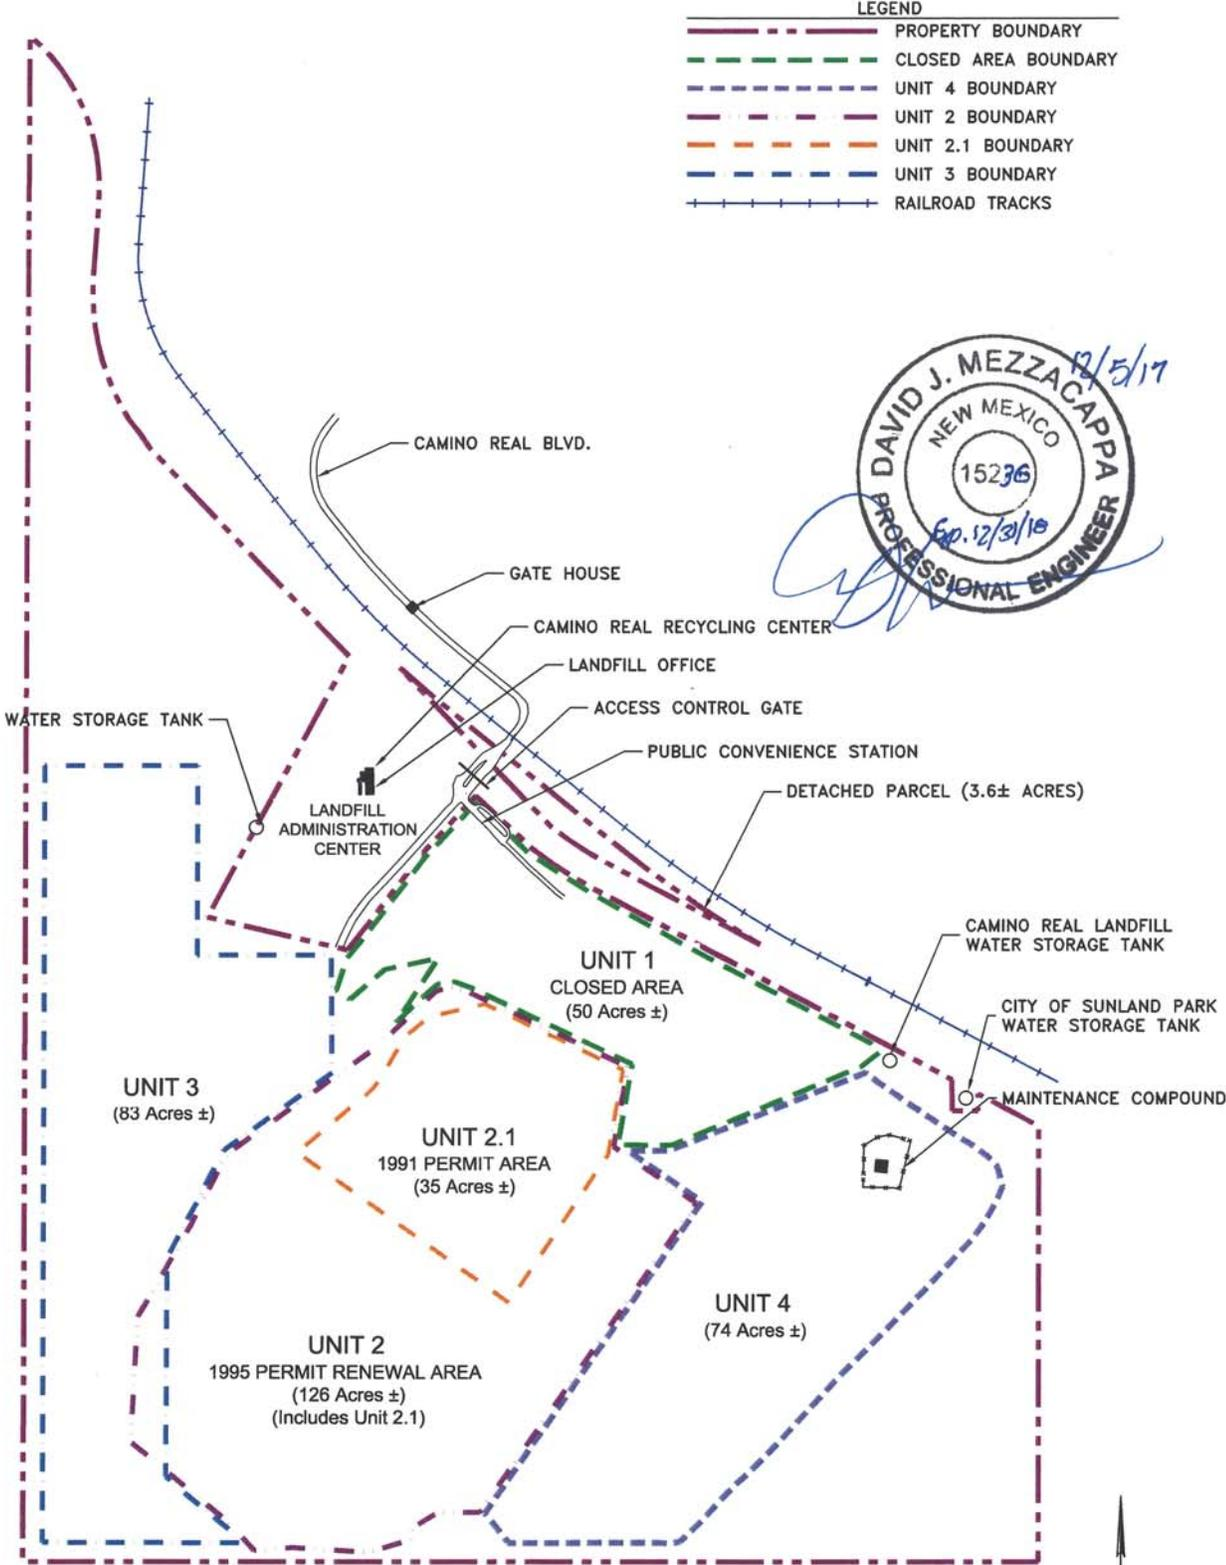 LEGEND
PROPERTY BOUNDARY
CLOSED AREA BOUNDARY
UNIT 4 BOUNDARY
UNIT 2 BOUNDARY
UNIT 2.1 BOUNDARY
UNIT 3 BOUNDARY
RAILROAD TRACKS
12/5/17
DAVID J. MEZZACAPPA
NEW MEXICO
15236
Exp. 12/31/18
PROFESSIONAL ENGINEER
CAMINO REAL BLVD.
GATE HOUSE
CAMINO REAL RECYCLING CENTER
LANDFILL OFFICE
ACCESS CONTROL GATE
WATER STORAGE TANK
PUBLIC CONVENIENCE STATION
DETACHED PARCEL (3.6± ACRES)
LANDFILL
ADMINISTRATION
CENTER
CAMINO REAL LANDFILL
WATER STORAGE TANK
UNIT 1
CLOSED AREA
(50 Acres ±)
CITY OF SUNLAND PARK
WATER STORAGE TANK
MAINTENANCE COMPOUND
UNIT 3
(83 Acres ±)
UNIT 2.1
1991 PERMIT AREA
(35 Acres ±)
UNIT 4
(74 Acres ±)
UNIT 2
1995 PERMIT RENEWAL AREA
(126 Acres ±)
(Includes Unit 2.1)